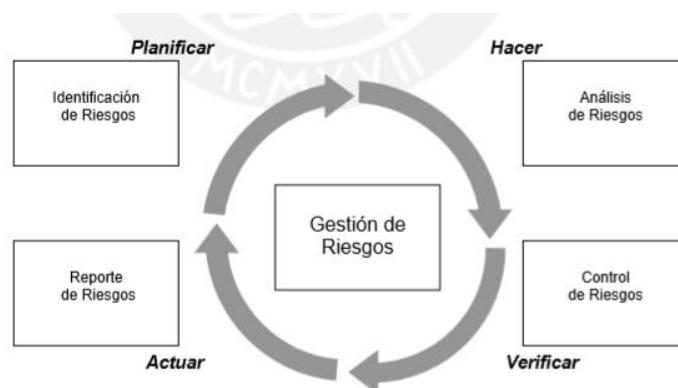 Planificar
Hacer
Identificación
de Riesgos
Análisis
de Riesgos
MCMXVII
Gestión de
Riesgos
Reporte
de Riesgos
Control
de Riesgos
Actuar
Verificar